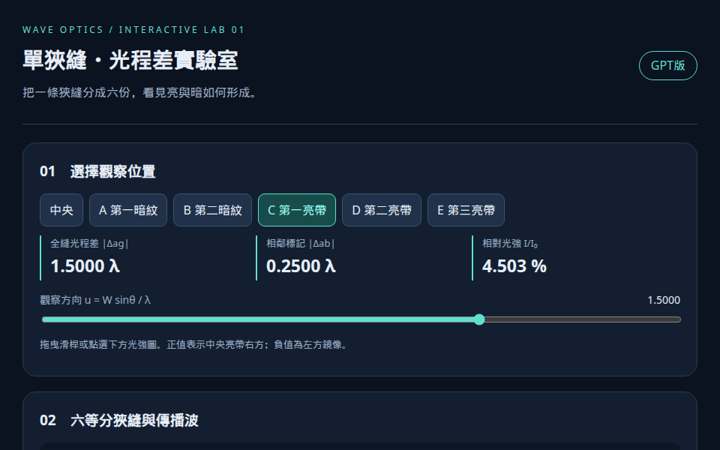 WAVE OPTICS / INTERACTIVE LAB 01
單狹縫・光程差實驗室
GPT版
把一條狹縫分成六份，看見亮與暗如何形成。
01 選擇觀察位置
中央
A 第一暗紋
B 第二暗紋
C 第一亮帶
D 第二亮帶
E 第三亮帶
全縫光程差 |Δag|
1.5000 λ
相鄰標記 |Δab|
0.2500 λ
相對光強 I/I₀
4.503 %
觀察方向 u = W sinθ / λ
1.5000
拖曳滑桿或點選下方光強圖。正值表示中央亮帶右方；負值為左方鏡像。
02 六等分狹縫與傳播波